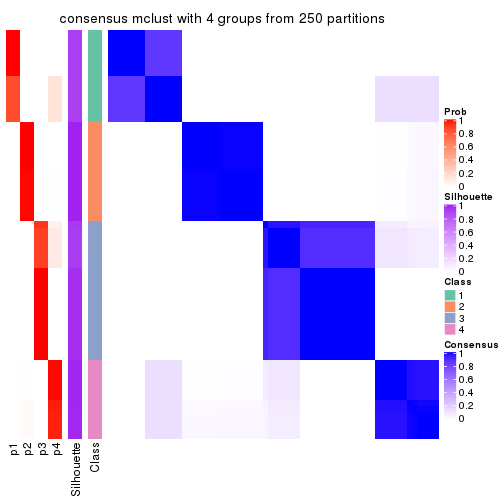 consensus mclust with 4 groups from 250 partitions
Prob
1
0.8
0.6
0.4
0.2
0
Silhouette
1
0.8
0.6
0.4
0.2
0
Class
1
2
3
4
Consensus
1
0.8
0.6
0.4
0.2
0
p1
p2
p3
p4
Silhouette
Class